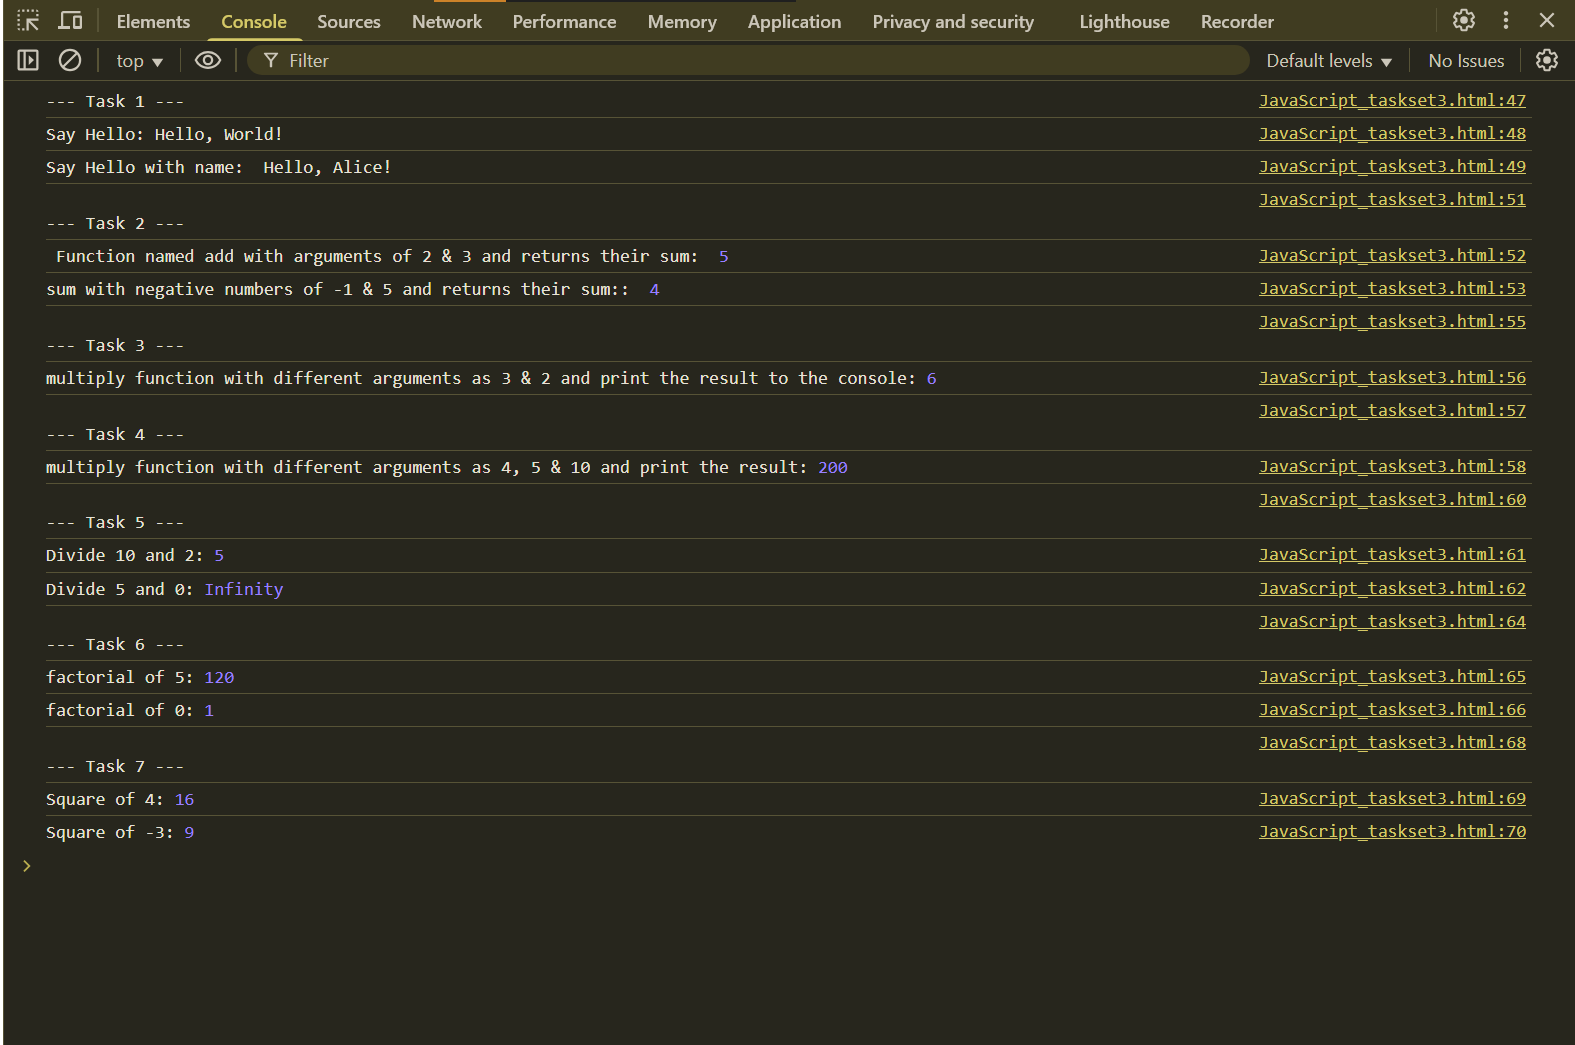 Elements Console Sources Network Performance Memory Application Privacy and security Lighthouse Recorder
top Filter Default levels No Issues
--- Task 1 --- JavaScript_taskset3.html:47
Say Hello: Hello, World! JavaScript_taskset3.html:48
Say Hello with name:  Hello, Alice! JavaScript_taskset3.html:49
JavaScript_taskset3.html:51
--- Task 2 ---
Function named add with arguments of 2 & 3 and returns their sum:  5 JavaScript_taskset3.html:52
sum with negative numbers of -1 & 5 and returns their sum::  4 JavaScript_taskset3.html:53
JavaScript_taskset3.html:55
--- Task 3 ---
multiply function with different arguments as 3 & 2 and print the result to the console: 6 JavaScript_taskset3.html:56
JavaScript_taskset3.html:57
--- Task 4 ---
multiply function with different arguments as 4, 5 & 10 and print the result: 200 JavaScript_taskset3.html:58
JavaScript_taskset3.html:60
--- Task 5 ---
Divide 10 and 2: 5 JavaScript_taskset3.html:61
Divide 5 and 0: Infinity JavaScript_taskset3.html:62
JavaScript_taskset3.html:64
--- Task 6 ---
factorial of 5: 120 JavaScript_taskset3.html:65
factorial of 0: 1 JavaScript_taskset3.html:66
JavaScript_taskset3.html:68
--- Task 7 ---
Square of 4: 16 JavaScript_taskset3.html:69
Square of -3: 9 JavaScript_taskset3.html:70